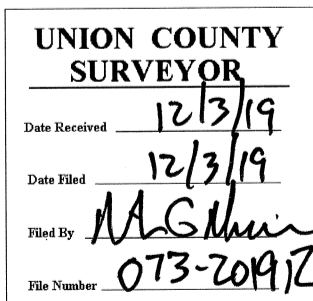 UNION COUNTY
SURVEYOR
Date Received 12/3/19
Date Filed 12/3/19
Filed By
File Number 073-2019